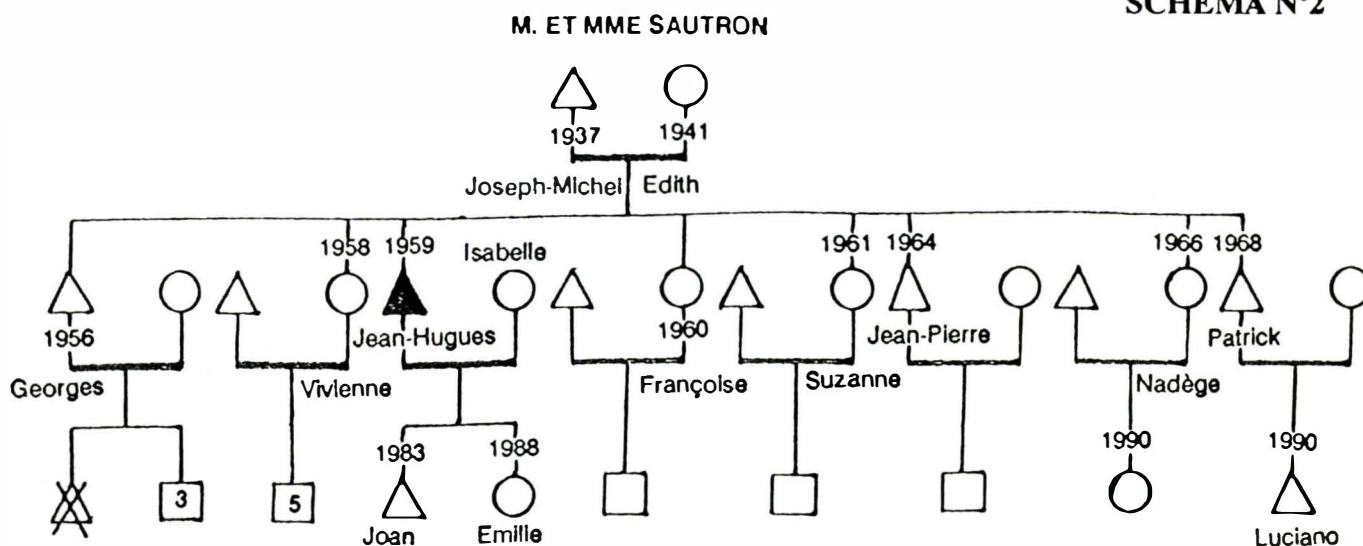 SCHEMA N°2
M. ET MME SAUTRON
1937 1941
Joseph-Michel Edith
1958 1959 Isabelle 1961 1964 1966 1968
1956 Jean-Hugues 1960 Jean-Pierre Patrick
Georges Vivienne Françoise Suzanne Nadège
1983 1988 1990 1990
3 5
Joan Emilie Luciano